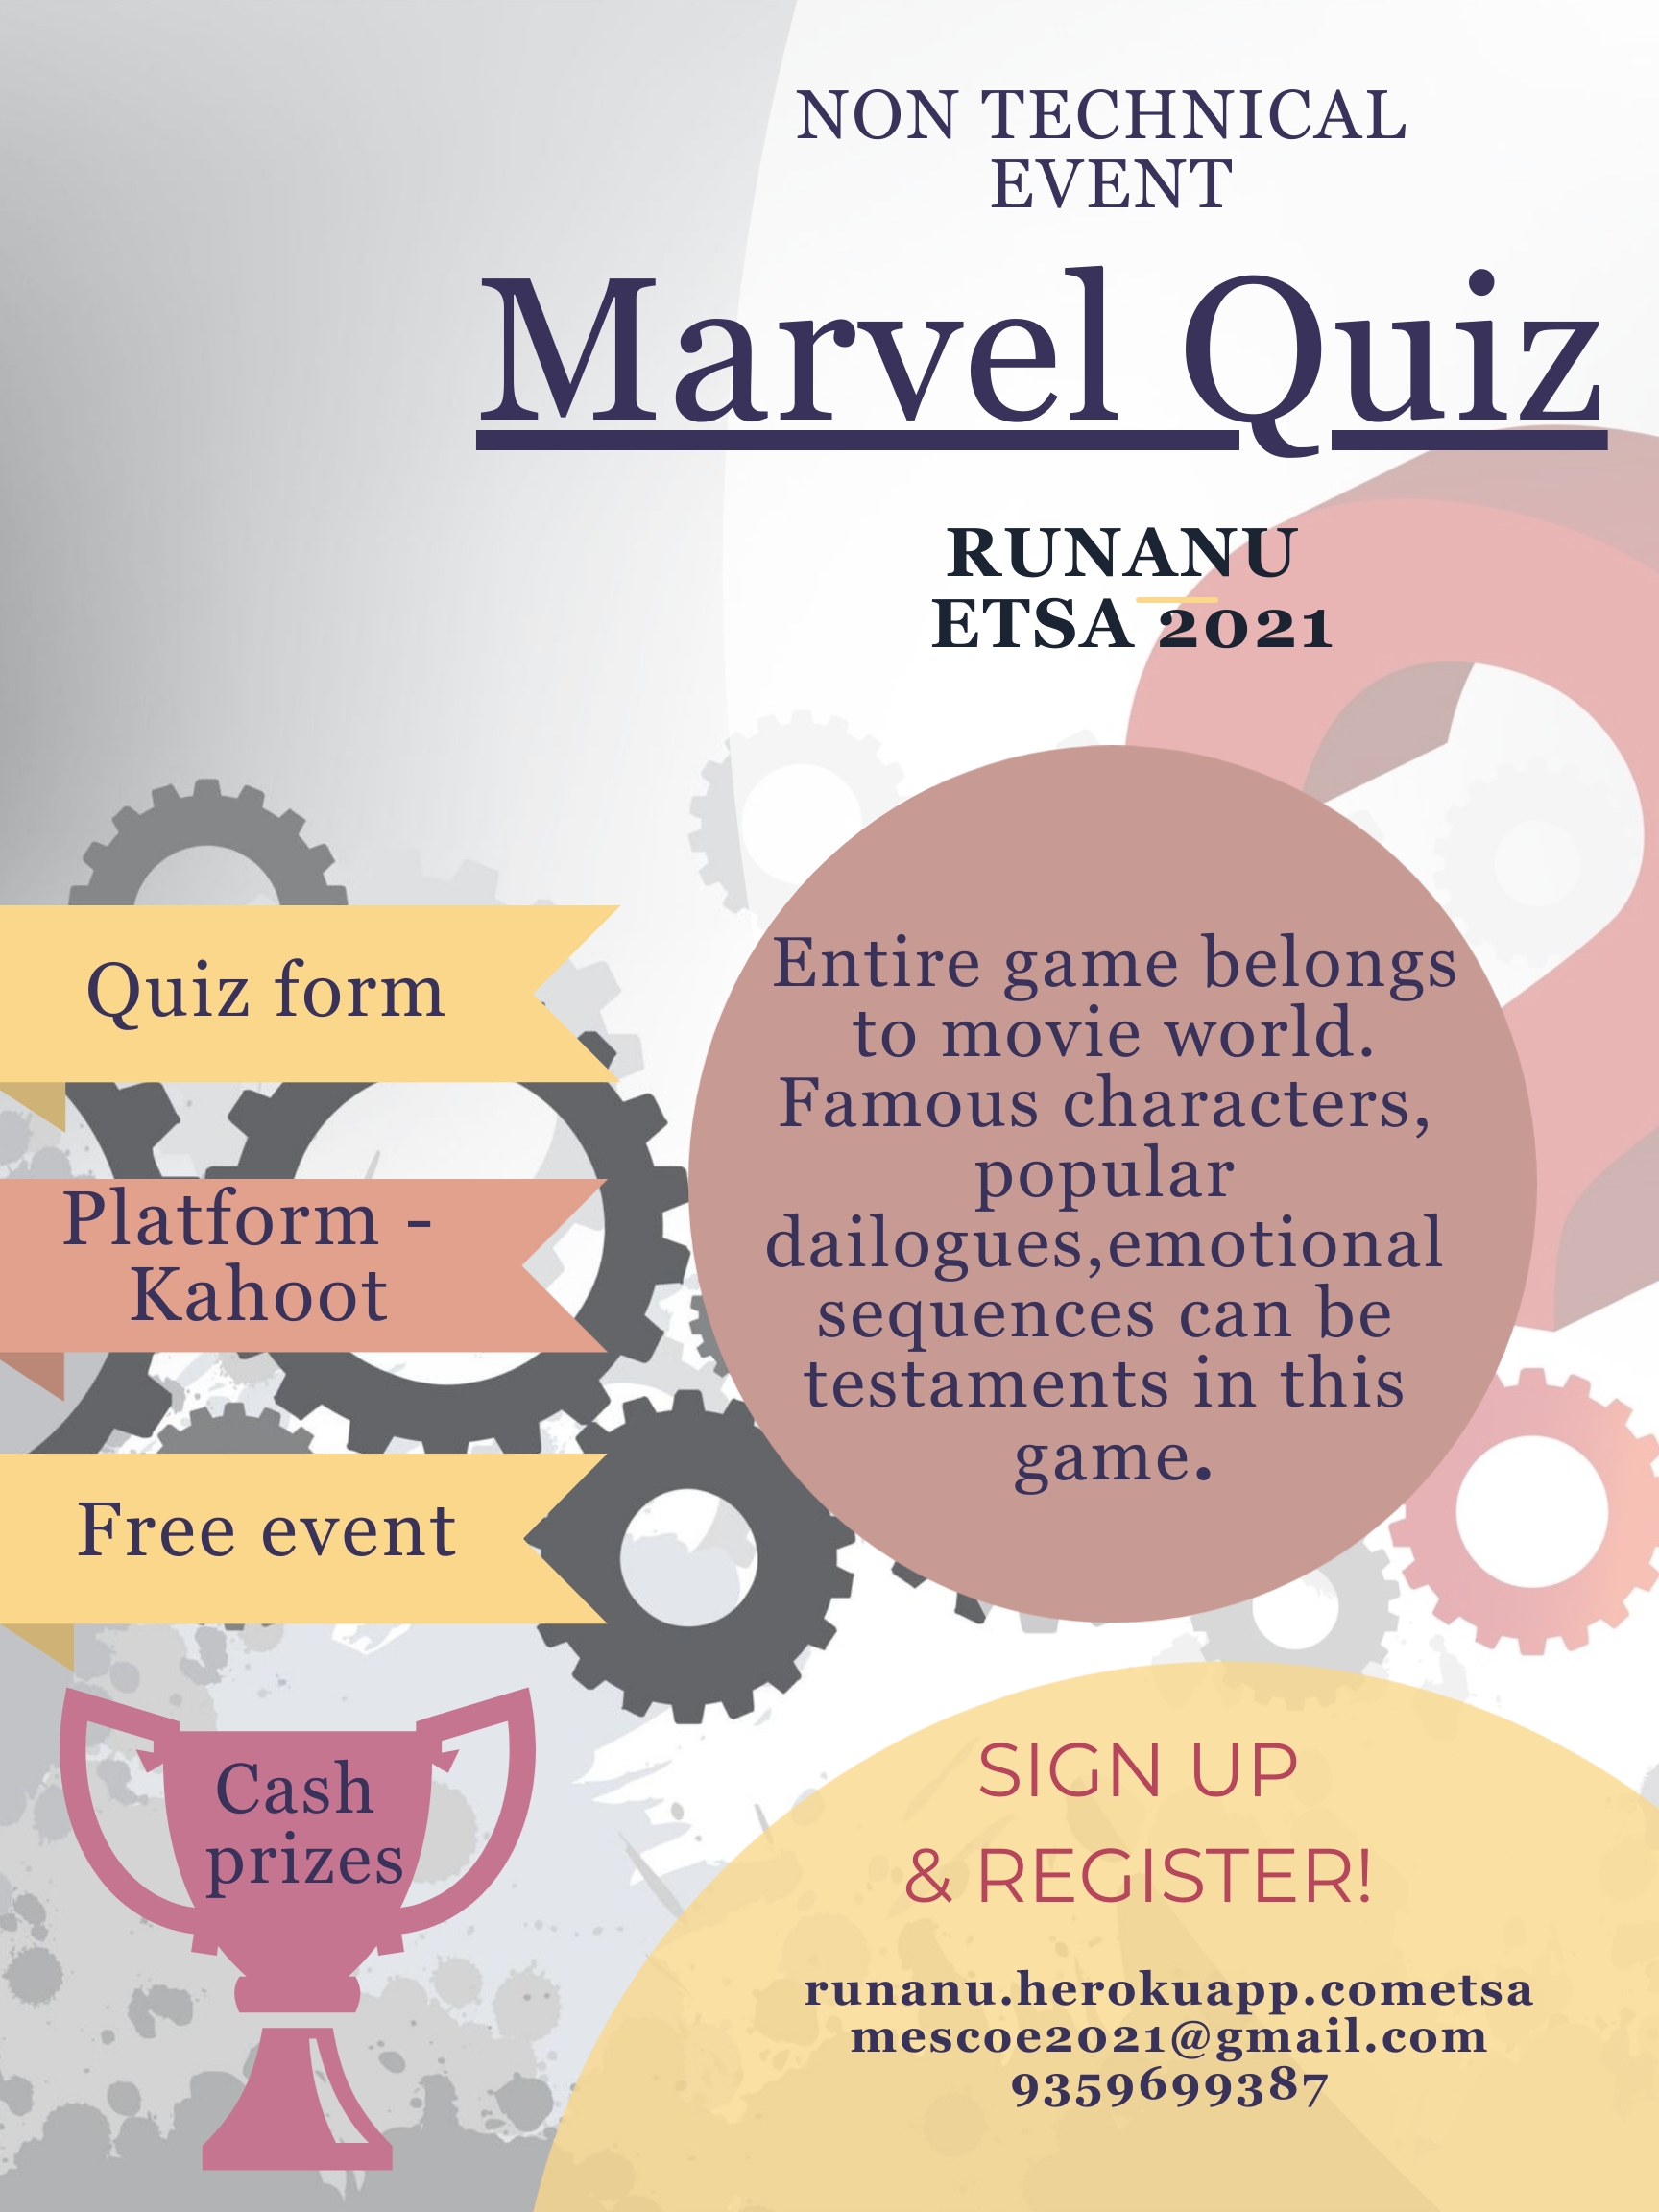 NON TECHNICAL
EVENT
Marvel Quiz
RUNANU
ETSA 2021
Quiz form
Platform -
Kahoot
Free event
Entire game belongs
to movie world.
Famous characters,
popular
dailogues,emotional
sequences can be
testaments in this
game.
Cash
prizes
SIGN UP
& REGISTER!
runanu.herokuapp.cometsa
mescoe2021@gmail.com
9359699387